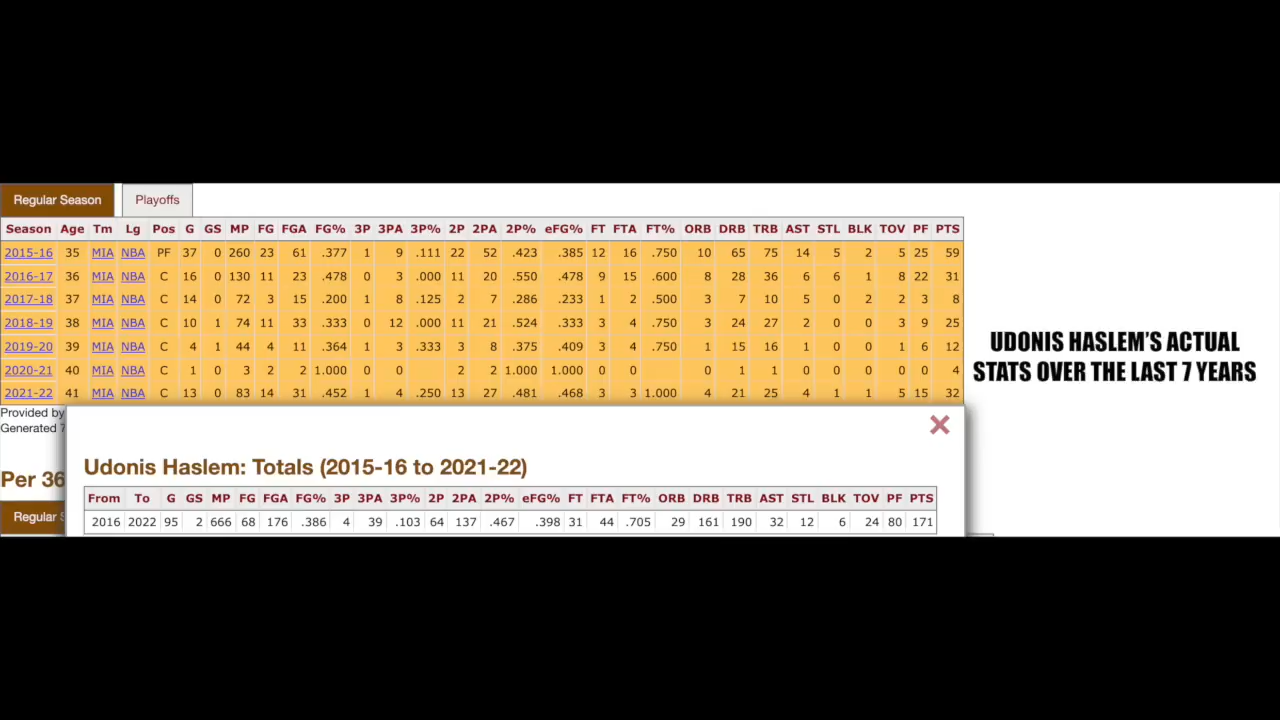 Regular Season Playoffs
Season Age Tm Lg Pos G GS MP FG FGA FG% 3P 3PA 3P% 2P 2PA 2P% eFG% FT FTA FT% ORB DRB TRB AST STL BLK TOV PF PTS
2015-16 35 MIA NBA PF 37 0 260 23 61 .377 1 9 .111 22 52 .423 .385 12 16 .750 10 65 75 14 5 2 5 25 59
2016-17 36 MIA NBA C 16 0 130 11 23 .478 0 3 .000 11 20 .550 .478 9 15 .600 8 28 36 6 6 1 8 22 31
2017-18 37 MIA NBA C 14 0 72 3 15 .200 1 8 .125 2 7 .286 .233 1 2 .500 3 7 10 5 0 2 2 3 8
2018-19 38 MIA NBA C 10 1 74 11 33 .333 0 12 .000 11 21 .524 .333 3 4 .750 3 24 27 2 0 0 3 9 25
2019-20 39 MIA NBA C 4 1 44 4 11 .364 1 3 .333 3 8 .375 .409 3 4 .750 1 15 16 1 0 0 1 6 12
2020-21 40 MIA NBA C 1 0 3 2 2 1.000 0 0 2 2 1.000 1.000 0 0 0 1 1 0 0 0 0 0 4
2021-22 41 MIA NBA C 13 0 83 14 31 .452 1 4 .250 13 27 .481 .468 3 3 1.000 4 21 25 4 1 1 5 15 32
UDONIS HASLEM'S ACTUAL
STATS OVER THE LAST 7 YEARS
Provided by
Generated 7
Per 36
Regular S
Udonis Haslem: Totals (2015-16 to 2021-22)
From To G GS MP FG FGA FG% 3P 3PA 3P% 2P 2PA 2P% eFG% FT FTA FT% ORB DRB TRB AST STL BLK TOV PF PTS
2016 2022 95 2 666 68 176 .386 4 39 .103 64 137 .467 .398 31 44 .705 29 161 190 32 12 6 24 80 171